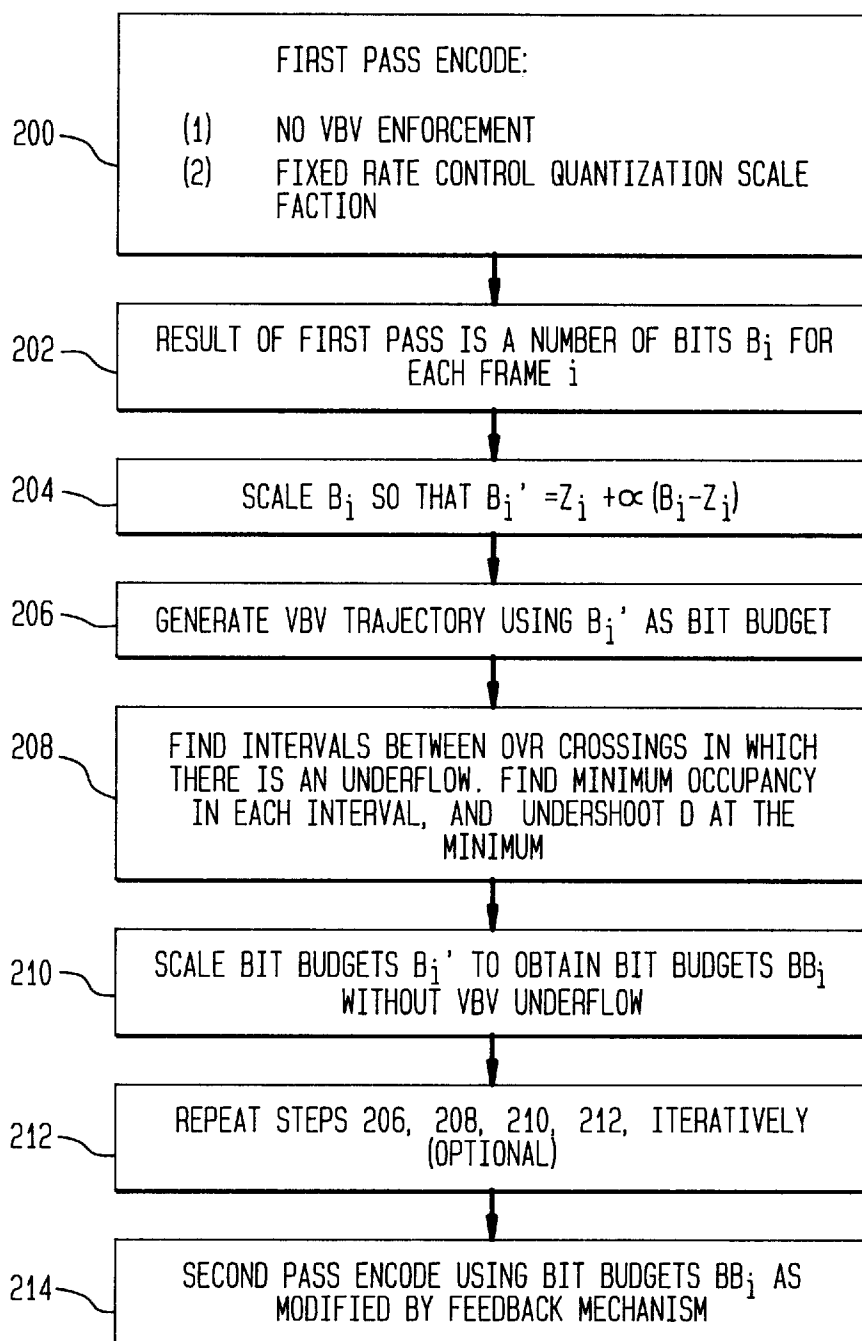 FIRST PASS ENCODE:
200
(1) NO VBV ENFORCEMENT
(2) FIXED RATE CONTROL QUANTIZATION SCALE
FACTION
202
RESULT OF FIRST PASS IS A NUMBER OF BITS Bi FOR
EACH FRAME i
204
SCALE Bi SO THAT Bi' =Zi +∝(Bi-Zi)
206
GENERATE VBV TRAJECTORY USING Bi' AS BIT BUDGET
208
FIND INTERVALS BETWEEN OVR CROSSINGS IN WHICH
THERE IS AN UNDERFLOW. FIND MINIMUM OCCUPANCY
IN EACH INTERVAL, AND UNDERSHOOT D AT THE
MINIMUM
210
SCALE BIT BUDGETS Bi' TO OBTAIN BIT BUDGETS BBi
WITHOUT VBV UNDERFLOW
212
REPEAT STEPS 206, 208, 210, 212, ITERATIVELY
(OPTIONAL)
214
SECOND PASS ENCODE USING BIT BUDGETS BBi AS
MODIFIED BY FEEDBACK MECHANISM